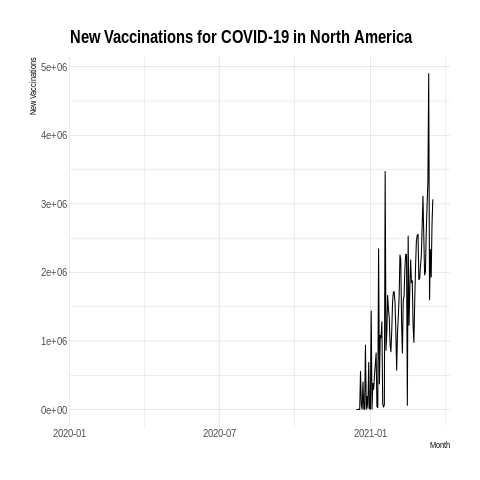 New Vaccinations for COVID-19 in North America
New Vaccinations
5e+06
4e+06
3e+06
2e+06
1e+06
0e+00
2020-01
2020-07
2021-01
Month